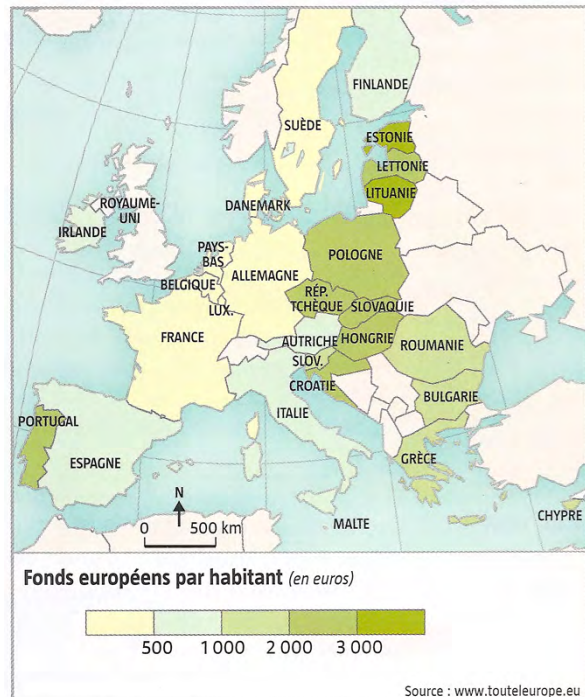 FINLANDE
SUÈDE
ESTONIE
LETTONIE
LITUANIE
ROYAUME-
UNI
IRLANDE
DANEMARK
PAYS-
BAS
BELGIQUE
LUX.
ALLEMAGNE
POLOGNE
RÉP.
TCHÈQUE
SLOVAQUIE
FRANCE
AUTRICHE
HONGRIE
SLOV.
ROUMANIE
CROATIE
BULGARIE
ITALIE
PORTUGAL
ESPAGNE
GRÈCE
MALTE
CHYPRE
N
0 500 km
Fonds européens par habitant (en euros)
500 1 000 2 000 3 000
Source : www.touteleurope.eu